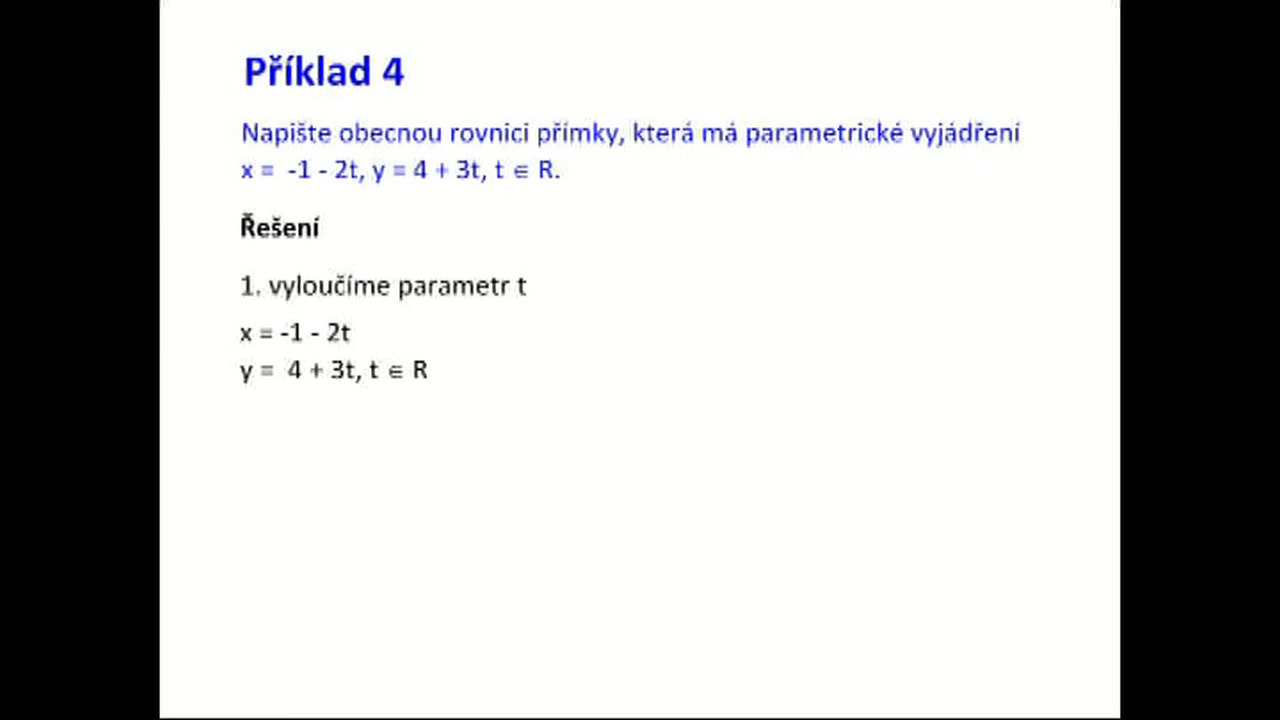 Příklad 4
Napište obecnou rovnici přímky, která má parametrické vyjádření
x = -1 - 2t, y = 4 + 3t, t ∈ R.
Řešení
1. vyloučíme parametr t
x = -1 - 2t
y = 4 + 3t, t ∈ R